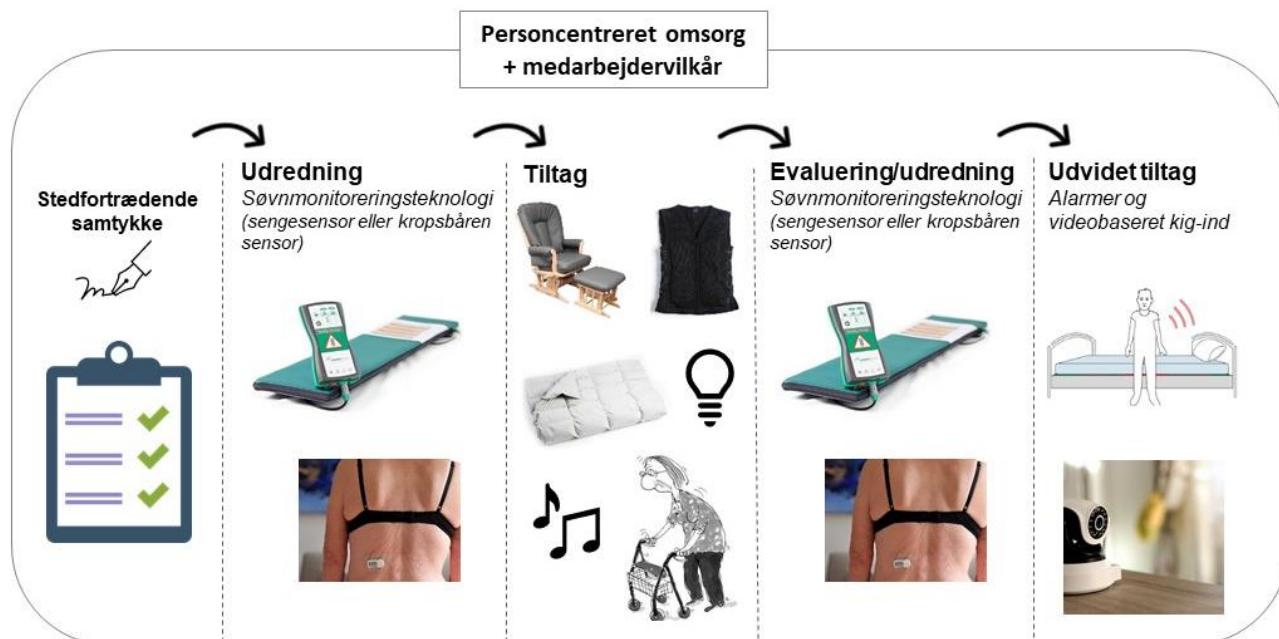 Personcentreret omsorg
+ medarbejdervilkår
Stedfortrædende
samtykke
Udredning
Søvnmonitoreringsteknologi
(sengesensor eller kropsbåren
sensor)
Tiltag
Evaluering/udredning
Søvnmonitoreringsteknologi
(sengesensor eller kropsbåren
sensor)
Udvidet tiltag
Alarmer og
videobaseret kig-ind